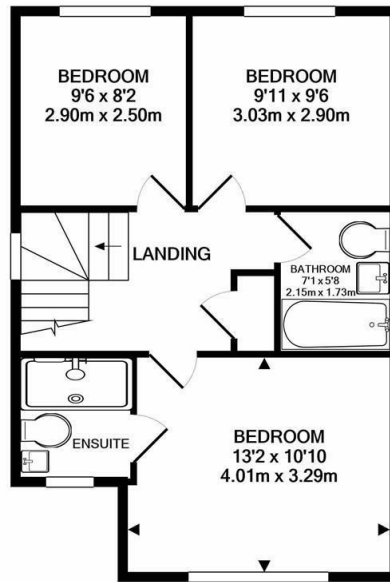 BEDROOM
9'6 x 8'2
2.90m x 2.50m
BEDROOM
9'11 x 9'6
3.03m x 2.90m
LANDING
BATHROOM
7'1 x 5'8
2.15m x 1.73m
ENSUITE
BEDROOM
13'2 x 10'10
4.01m x 3.29m